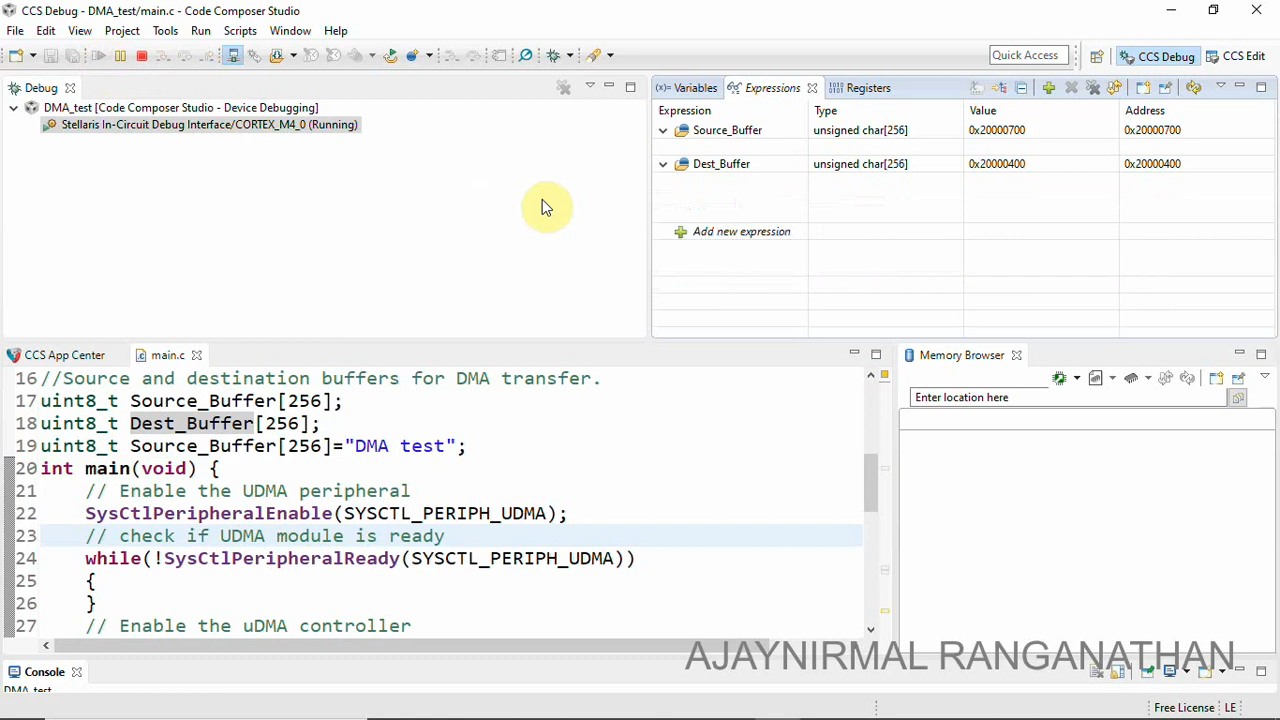 CCS Debug - DMA_test/main.c - Code Composer Studio
File Edit View Project Tools Run Scripts Window Help
Quick Access
CCS Debug
CCS Edit
Debug
DMA_test [Code Composer Studio - Device Debugging]
Stellaris In-Circuit Debug Interface/CORTEX_M4_0 (Running)
(x)= Variables
Expressions
Registers
Expression Type Value Address
Source_Buffer unsigned char[256] 0x20000700 0x20000700
Dest_Buffer unsigned char[256] 0x20000400 0x20000400
Add new expression
CCS App Center
main.c
16 //Source and destination buffers for DMA transfer.
17 uint8_t Source_Buffer[256];
18 uint8_t Dest_Buffer[256];
19 uint8_t Source_Buffer[256]="DMA test";
20 int main(void) {
21 // Enable the UDMA peripheral
22 SysCtlPeripheralEnable(SYSCTL_PERIPH_UDMA);
23 // check if UDMA module is ready
24 while(!SysCtlPeripheralReady(SYSCTL_PERIPH_UDMA))
25 {
26 }
27 // Enable the uDMA controller
Memory Browser
Enter location here
AJAYNIRMAL RANGANATHAN
Console
DMA_test
Free License LE